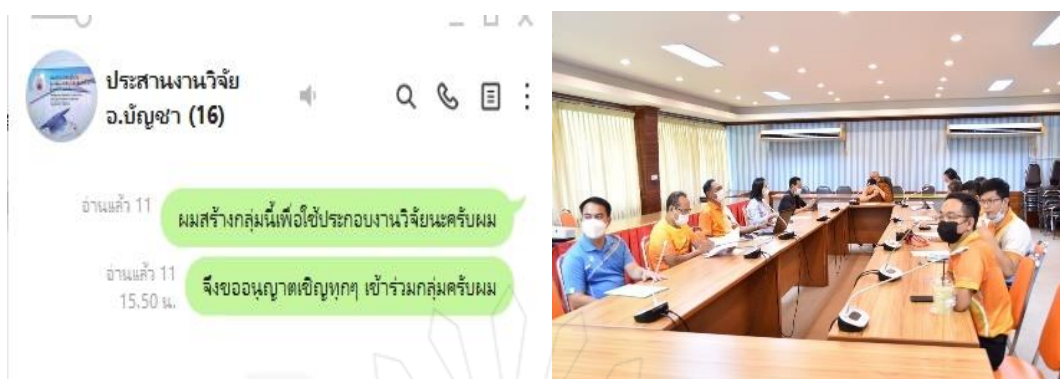 ประสานงานวิจัย
อ.บัญชา (16)
อ่านแล้ว 11
ผมสร้างกลุ่มนี้เพื่อใช้ประกอบงานวิจัยนะครับผม
อ่านแล้ว 11
15.50 น.
จึงขออนุญาตเชิญทุกๆ เข้าร่วมกลุ่มครับผม